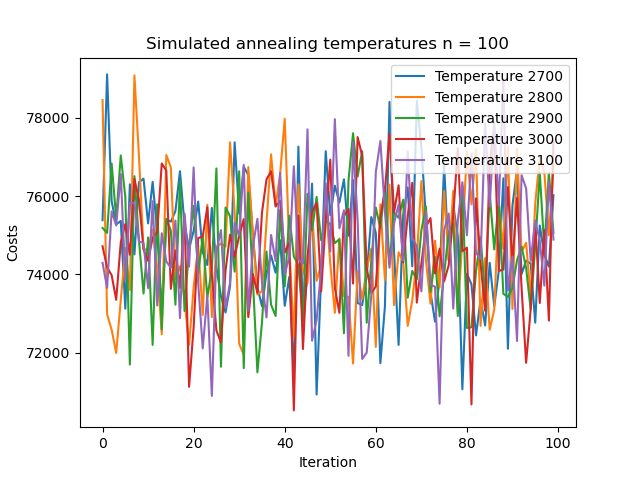 Simulated annealing temperatures n = 100
Temperature 2700
Temperature 2800
Temperature 2900
Temperature 3000
Temperature 3100
78000
76000
74000
72000
Costs
0 20 40 60 80 100
Iteration